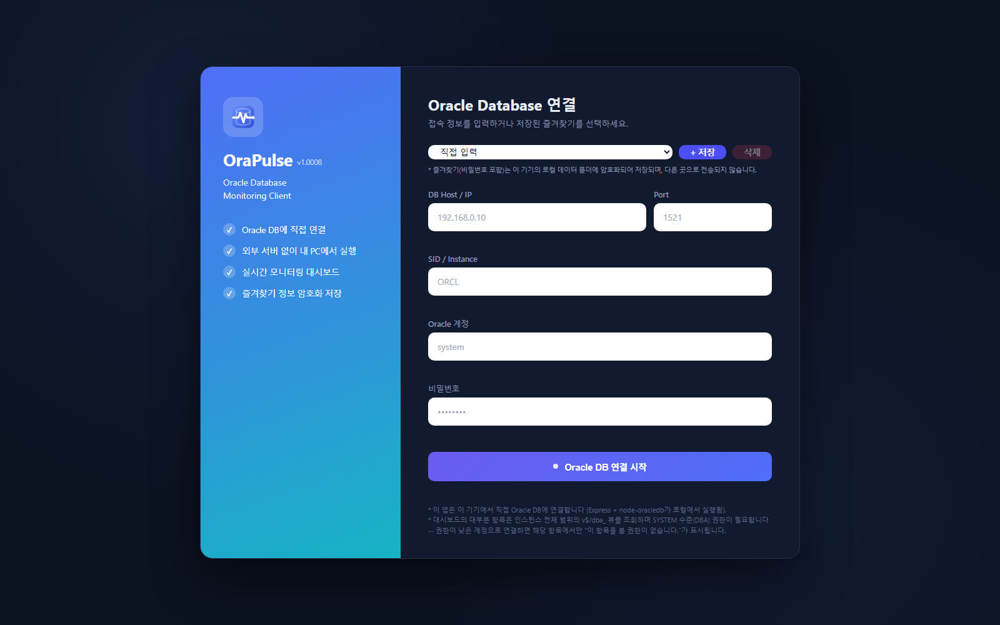 OraPulse v1.0008
Oracle Database
Monitoring Client
Oracle DB에 직접 연결
외부 서버 없이 내 PC에서 실행
실시간 모니터링 대시보드
즐겨찾기 정보 암호화 저장
Oracle Database 연결
접속 정보를 입력하거나 저장된 즐겨찾기를 선택하세요.
직접 입력
+ 저장
삭제
* 즐겨찾기(비밀번호 포함)는 이 기기의 로컬 데이터 폴더에 암호화되어 저장되며, 다른 곳으로 전송되지 않습니다.
DB Host / IP
Port
192.168.0.10
1521
SID / Instance
ORCL
Oracle 계정
system
비밀번호
••••••••
Oracle DB 연결 시작
* 이 앱은 이 기기에서 직접 Oracle DB에 연결합니다 (Express + node-oracledb가 로컬에서 실행됨).
* 대시보드의 대부분 항목은 인스턴스 전체 범위의 v$/dba_ 뷰를 조회하며 SYSTEM 수준(DBA) 권한이 필요합니다
-- 권한이 낮은 계정으로 연결하면 해당 항목에서만 "이 항목을 볼 권한이 없습니다."가 표시됩니다.